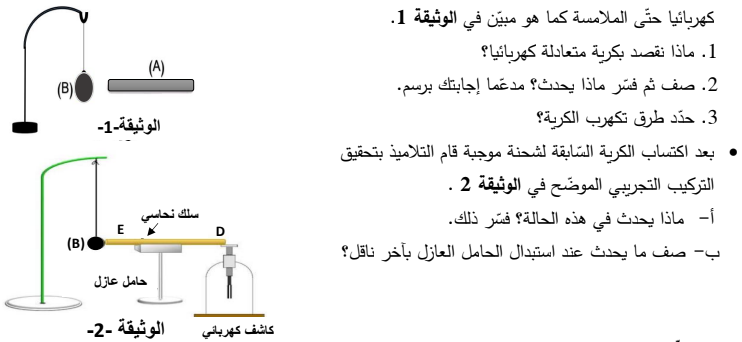 كهربائيا حتّى الملامسة كما هو مبيّن في الوثيقة 1.
1. ماذا نقصد بكرية متعادلة كهربائيا؟
2. صف ثم فسّر ماذا يحدث؟ مدعّما إجابتك برسم.
3. حدّد طرق تكهرب الكرية؟
• بعد اكتساب الكرية السّابقة لشحنة موجبة قام التلاميذ بتحقيق
التركيب التجريبي الموضّح في الوثيقة 2 .
أ- ماذا يحدث في هذه الحالة؟ فسّر ذلك.
ب- صف ما يحدث عند استبدال الحامل العازل بآخر ناقل؟
(A)
(B)
الوثيقة-1-
سلك نحاسي
E
D
(B)
حامل عازل
كاشف كهربائي
الوثيقة -2-